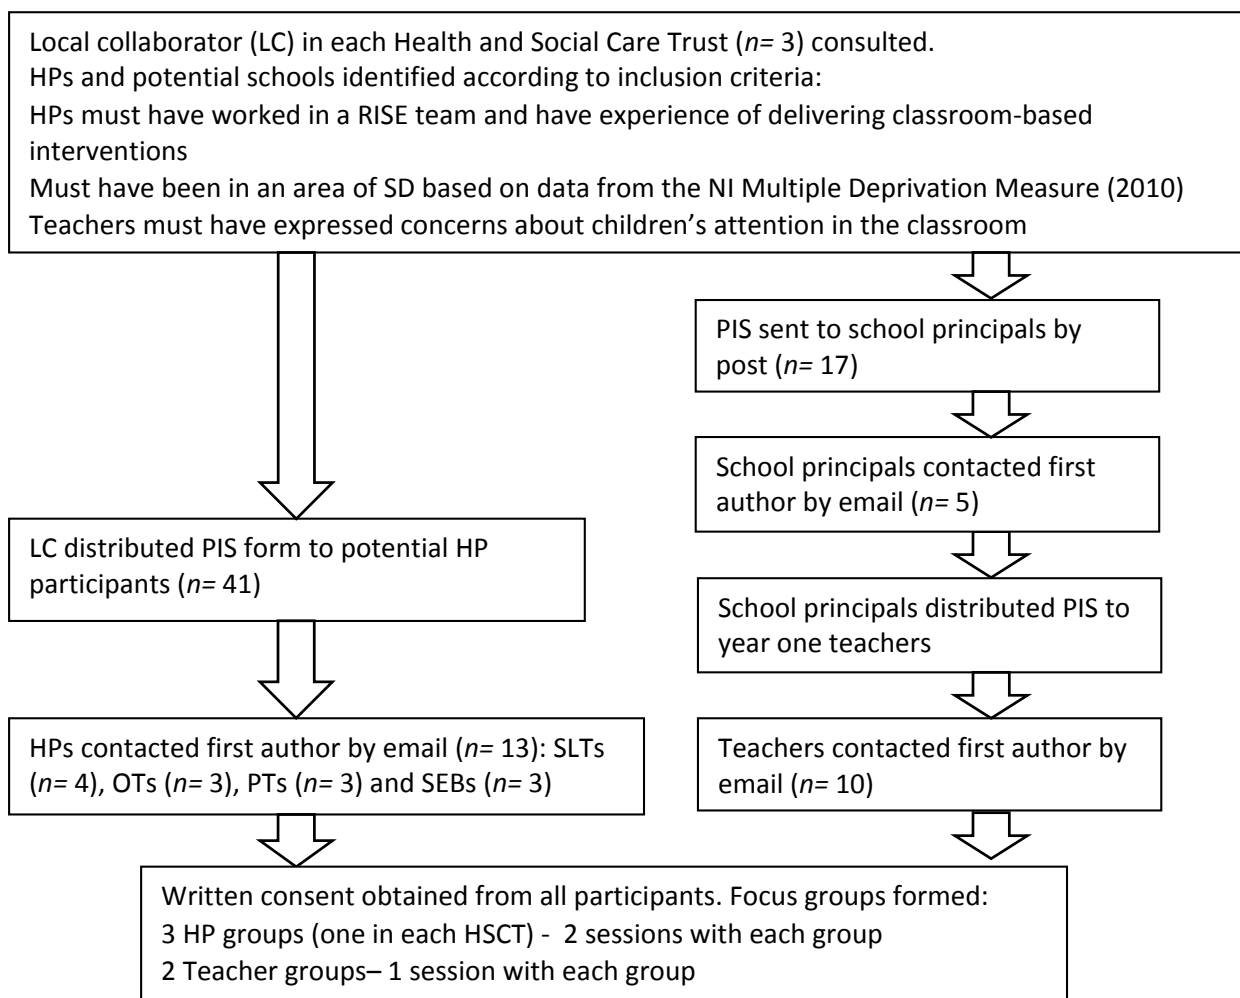 Local collaborator (LC) in each Health and Social Care Trust (n= 3) consulted.
HPs and potential schools identified according to inclusion criteria:
HPs must have worked in a RISE team and have experience of delivering classroom-based
interventions
Must have been in an area of SD based on data from the NI Multiple Deprivation Measure (2010)
Teachers must have expressed concerns about children’s attention in the classroom
PIS sent to school principals by
post (n= 17)
School principals contacted first
author by email (n= 5)
LC distributed PIS form to potential HP
participants (n= 41)
School principals distributed PIS to
year one teachers
HPs contacted first author by email (n= 13): SLTs
(n= 4), OTs (n= 3), PTs (n= 3) and SEBs (n= 3)
Teachers contacted first author by
email (n= 10)
Written consent obtained from all participants. Focus groups formed:
3 HP groups (one in each HSCT) - 2 sessions with each group
2 Teacher groups– 1 session with each group